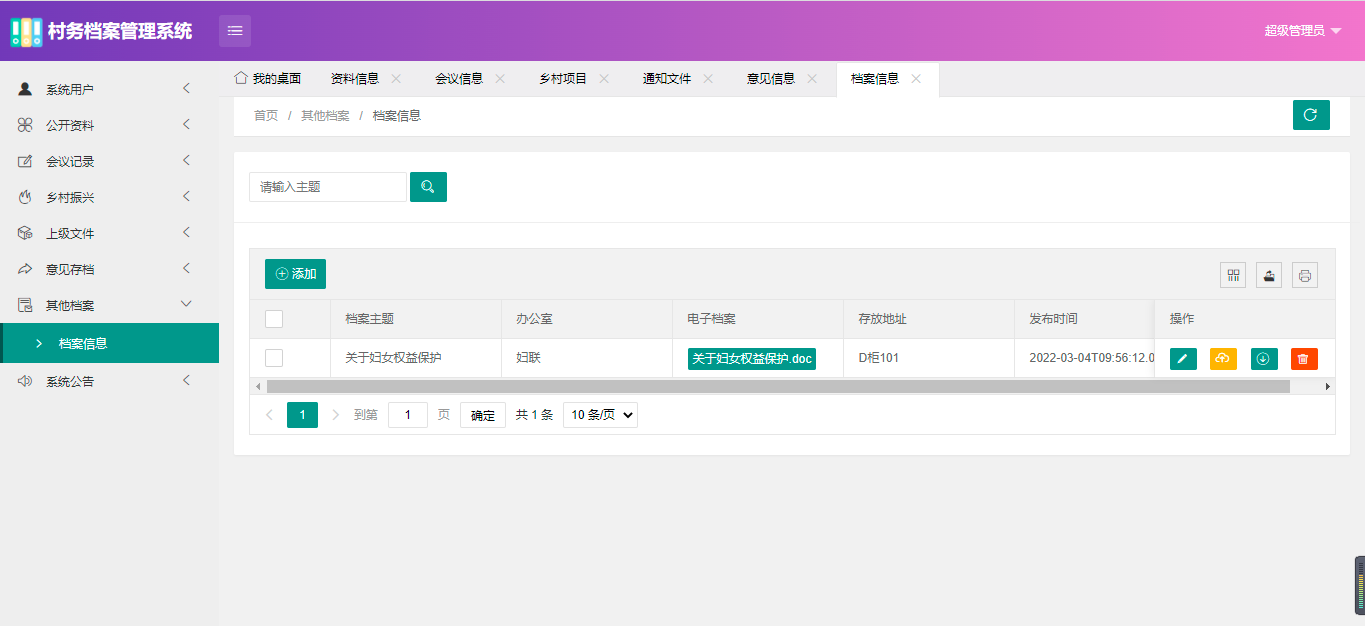 村务档案管理系统
超级管理员
系统用户
公开资料
会议记录
乡村振兴
上级文件
意见存档
其他档案
档案信息
系统公告
我的桌面 资料信息 会议信息 乡村项目 通知文件 意见信息 档案信息
首页 / 其他档案 / 档案信息
请输入主题
添加
档案主题 办公室 电子档案 存放地址 发布时间 操作
关于妇女权益保护 妇联 关于妇女权益保护.doc D柜101 2022-03-04T09:56:12.0
1 到第 1 页 确定 共 1 条 10 条/页